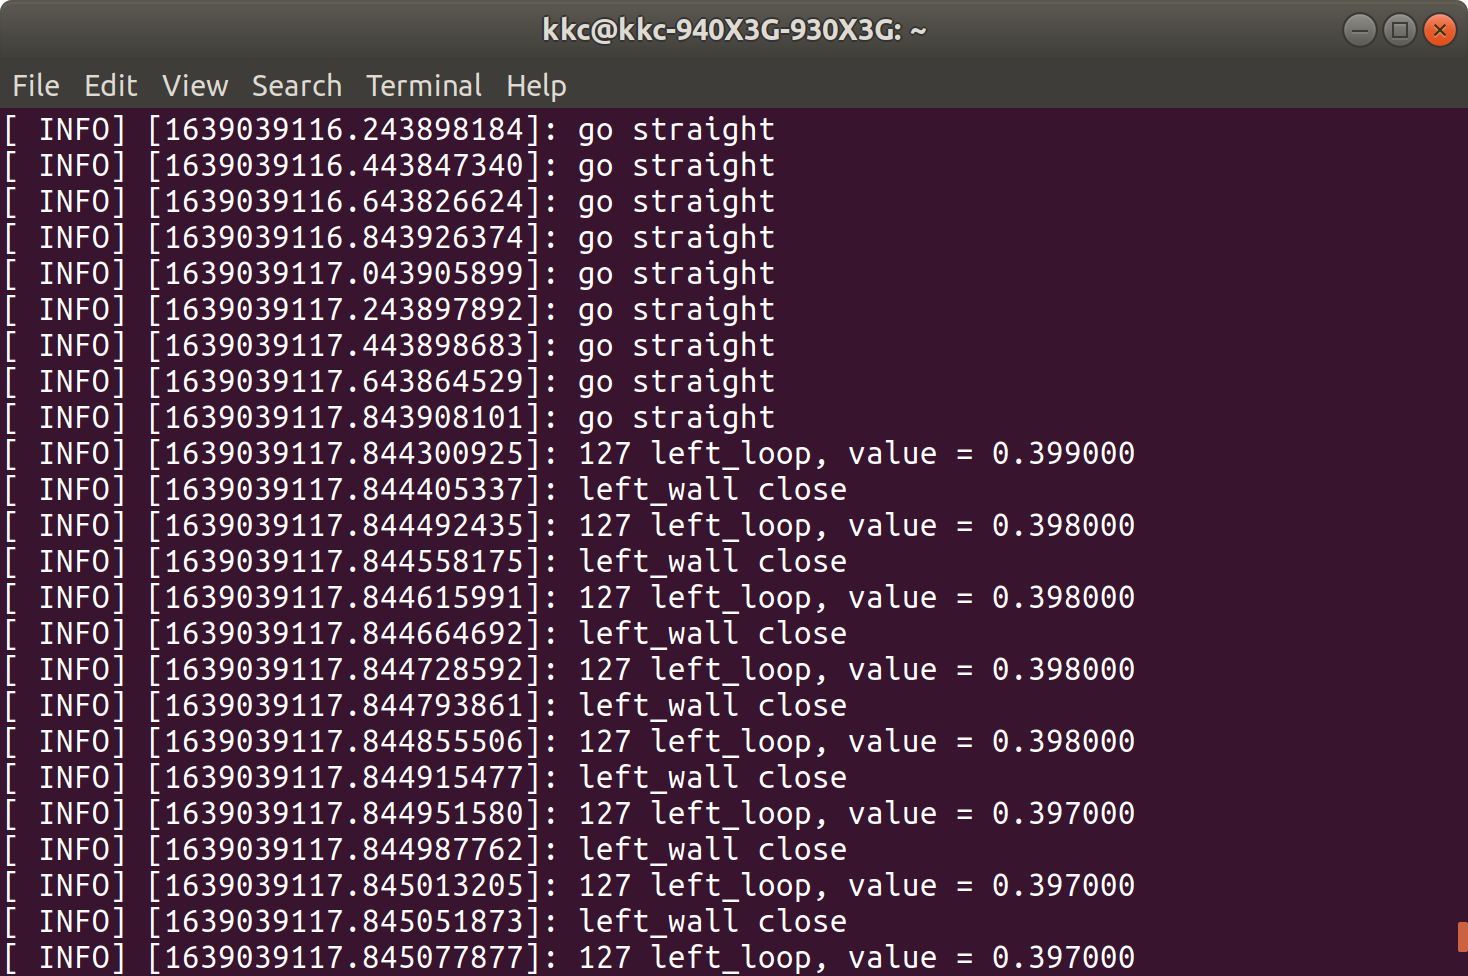 kkc@kkc-940X3G-930X3G: ~
File Edit View Search Terminal Help
[ INFO] [1639039116.243898184]: go straight
[ INFO] [1639039116.443847340]: go straight
[ INFO] [1639039116.643826624]: go straight
[ INFO] [1639039116.843926374]: go straight
[ INFO] [1639039117.043905899]: go straight
[ INFO] [1639039117.243897892]: go straight
[ INFO] [1639039117.443898683]: go straight
[ INFO] [1639039117.643864529]: go straight
[ INFO] [1639039117.843908101]: go straight
[ INFO] [1639039117.844300925]: 127 left_loop, value = 0.399000
[ INFO] [1639039117.844405337]: left_wall close
[ INFO] [1639039117.844492435]: 127 left_loop, value = 0.398000
[ INFO] [1639039117.844558175]: left_wall close
[ INFO] [1639039117.844615991]: 127 left_loop, value = 0.398000
[ INFO] [1639039117.844664692]: left_wall close
[ INFO] [1639039117.844728592]: 127 left_loop, value = 0.398000
[ INFO] [1639039117.844793861]: left_wall close
[ INFO] [1639039117.844855506]: 127 left_loop, value = 0.398000
[ INFO] [1639039117.844915477]: left_wall close
[ INFO] [1639039117.844951580]: 127 left_loop, value = 0.397000
[ INFO] [1639039117.844987762]: left_wall close
[ INFO] [1639039117.845013205]: 127 left_loop, value = 0.397000
[ INFO] [1639039117.845051873]: left_wall close
[ INFO] [1639039117.845077877]: 127 left_loop, value = 0.397000